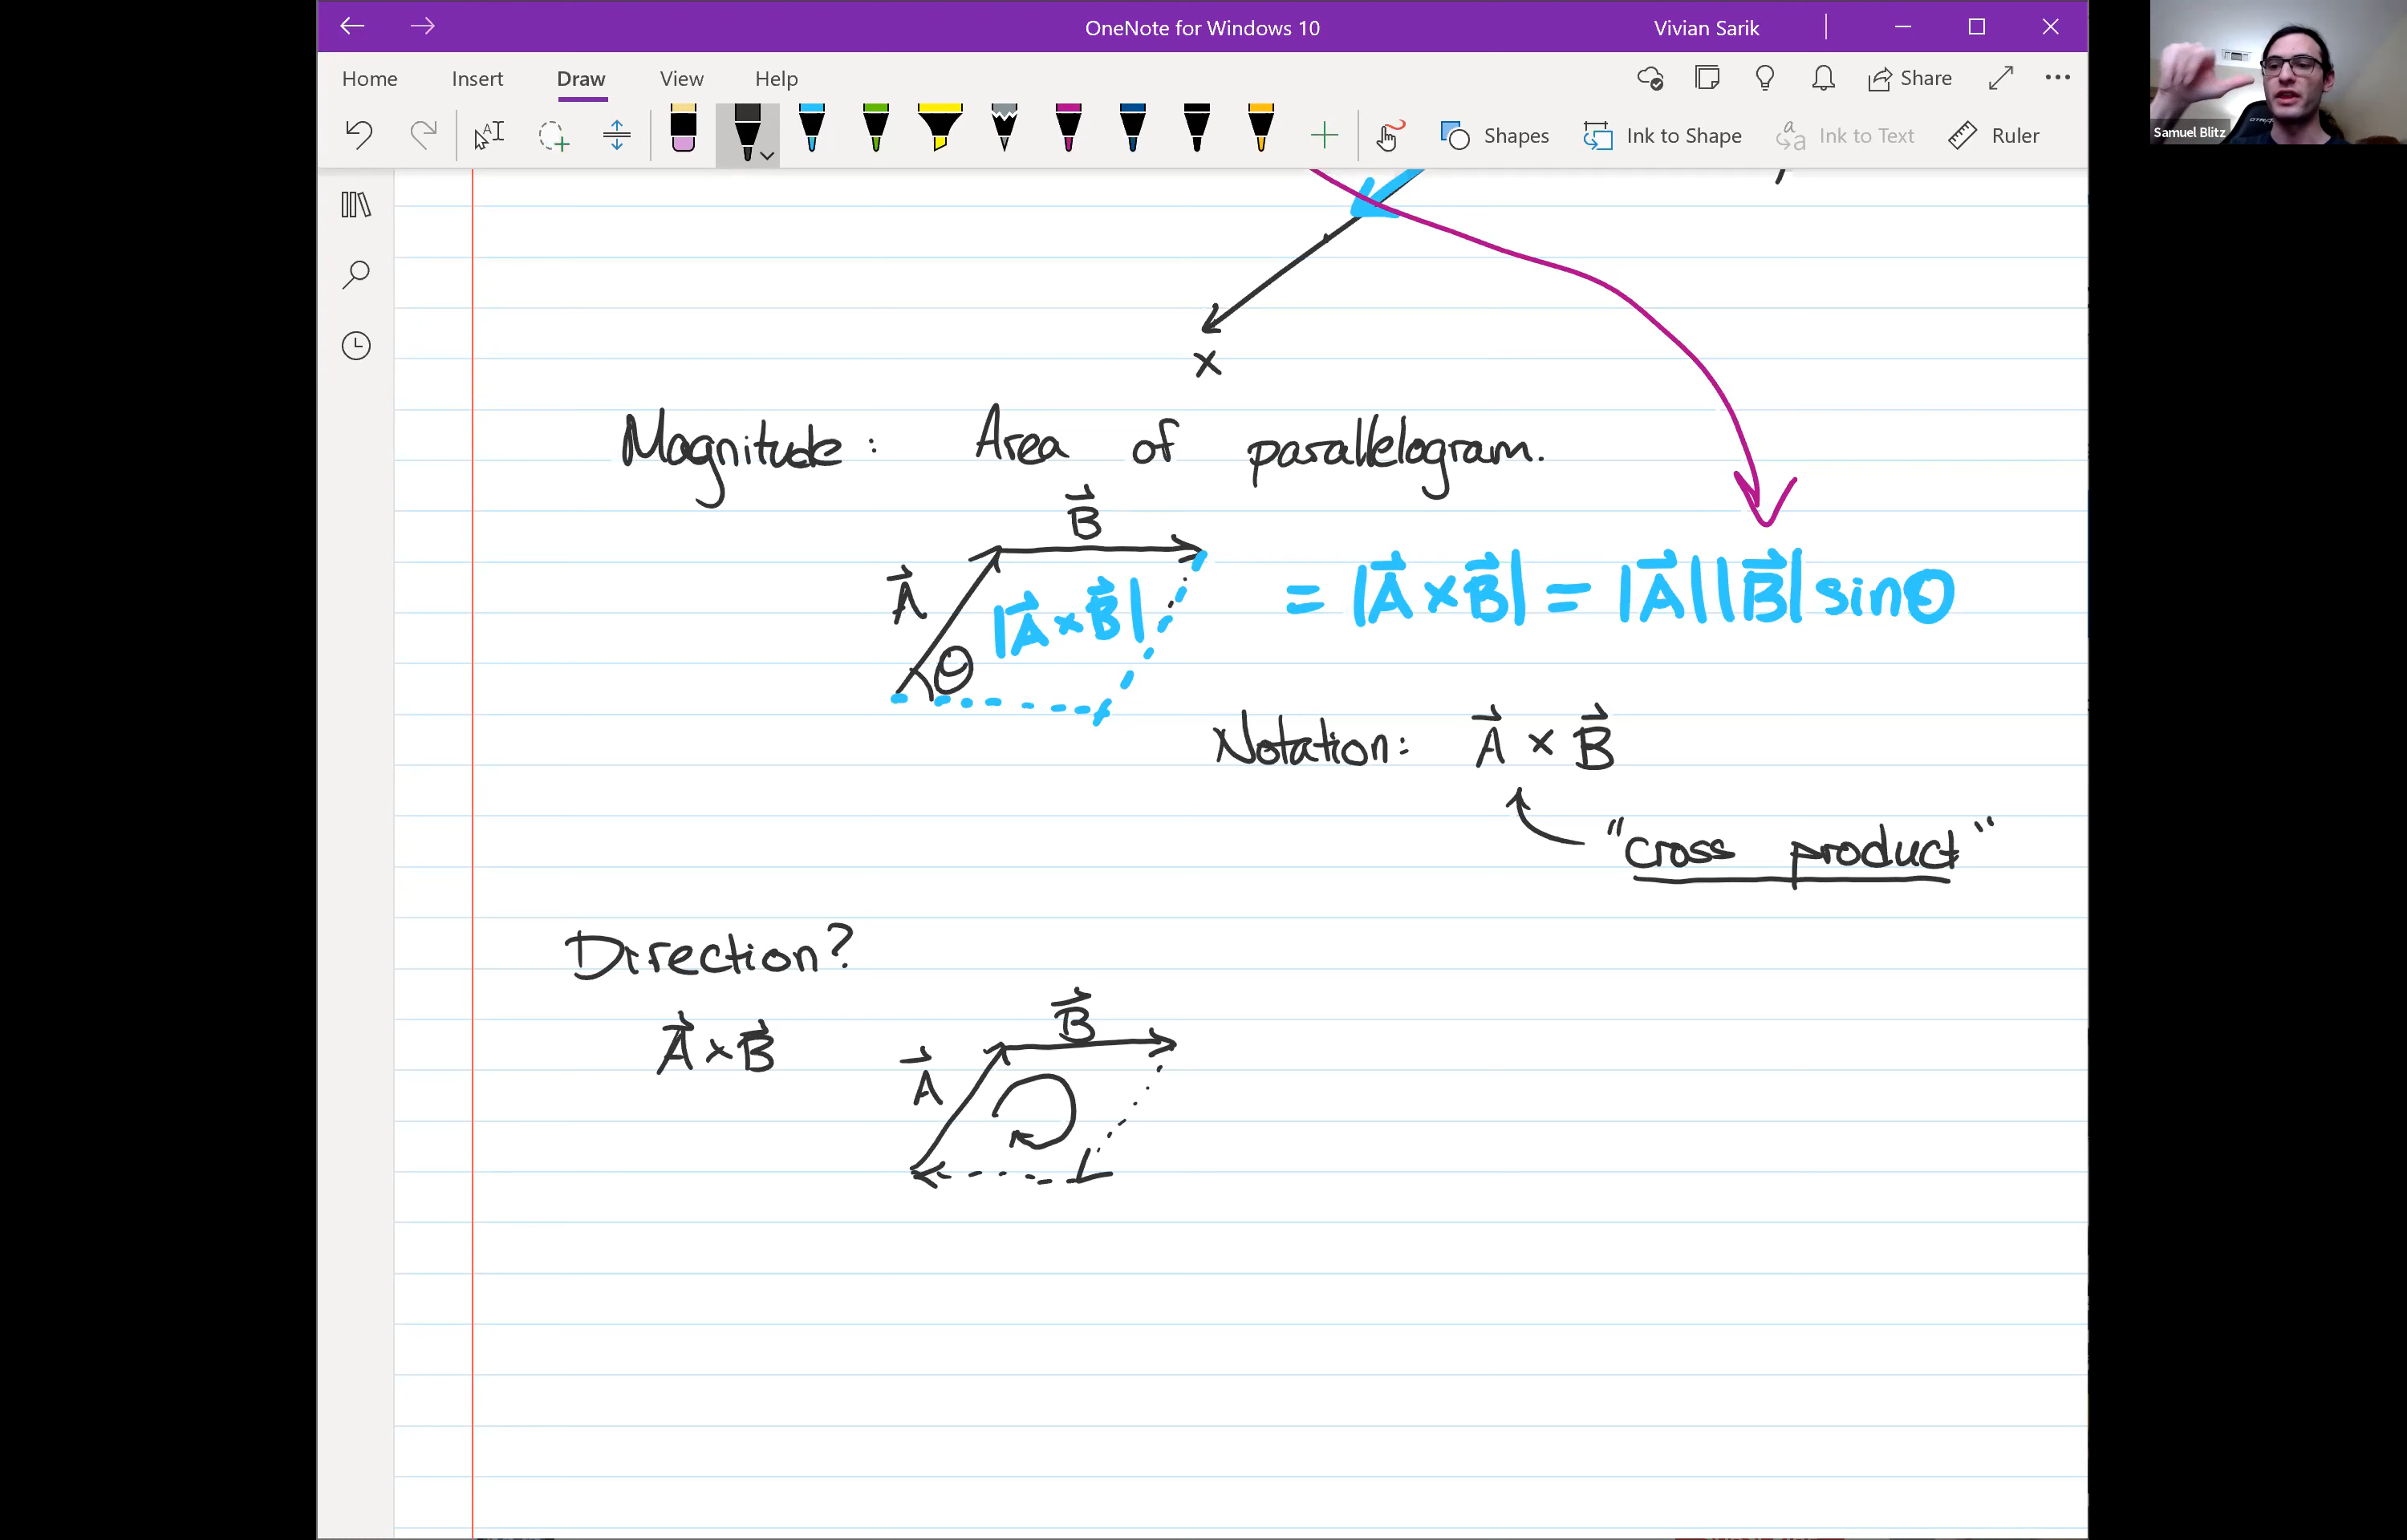 OneNote for Windows 10
Vivian Sarik
Home Insert Draw View Help
Share
Shapes Ink to Shape Ink to Text Ruler
Samuel Blitz
x
Magnitude: Area of parallelogram.
B⃗
A⃗
|A⃗×B⃗|
θ
= |A⃗×B⃗| = |A⃗||B⃗| sinθ
Notation: A⃗ × B⃗
"cross product"
Direction?
A⃗×B⃗
B⃗
A⃗